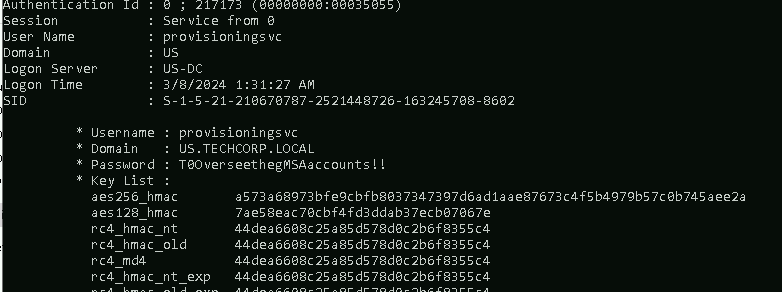 Authentication Id : 0 ; 217173 (00000000:00035055)
Session : Service from 0
User Name : provisioningsvc
Domain : US
Logon Server : US-DC
Logon Time : 3/8/2024 1:31:27 AM
SID : S-1-5-21-210670787-2521448726-163245708-8602
* Username : provisioningsvc
* Domain : US.TECHCORP.LOCAL
* Password : T0OverseethegMSAaccounts!!
* Key List :
aes256_hmac a573a68973bfe9cbfb8037347397d6ad1aae87673c4f5b4979b57c0b745aee2a
aes128_hmac 7ae58eac70cbf4fd3ddab37ecb07067e
rc4_hmac_nt 44dea6608c25a85d578d0c2b6f8355c4
rc4_hmac_old 44dea6608c25a85d578d0c2b6f8355c4
rc4_md4 44dea6608c25a85d578d0c2b6f8355c4
rc4_hmac_nt_exp 44dea6608c25a85d578d0c2b6f8355c4
rc4_hmac_old_exp 44dea6608c25a85d578d0c2b6f8355c4